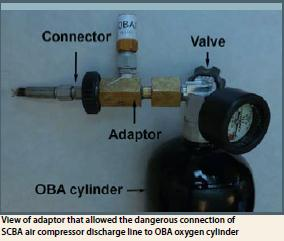 OBA
Connector
Valve
Adaptor
OBA cylinder
View of adaptor that allowed the dangerous connection of
SCBA air compressor discharge line to OBA oxygen cylinder